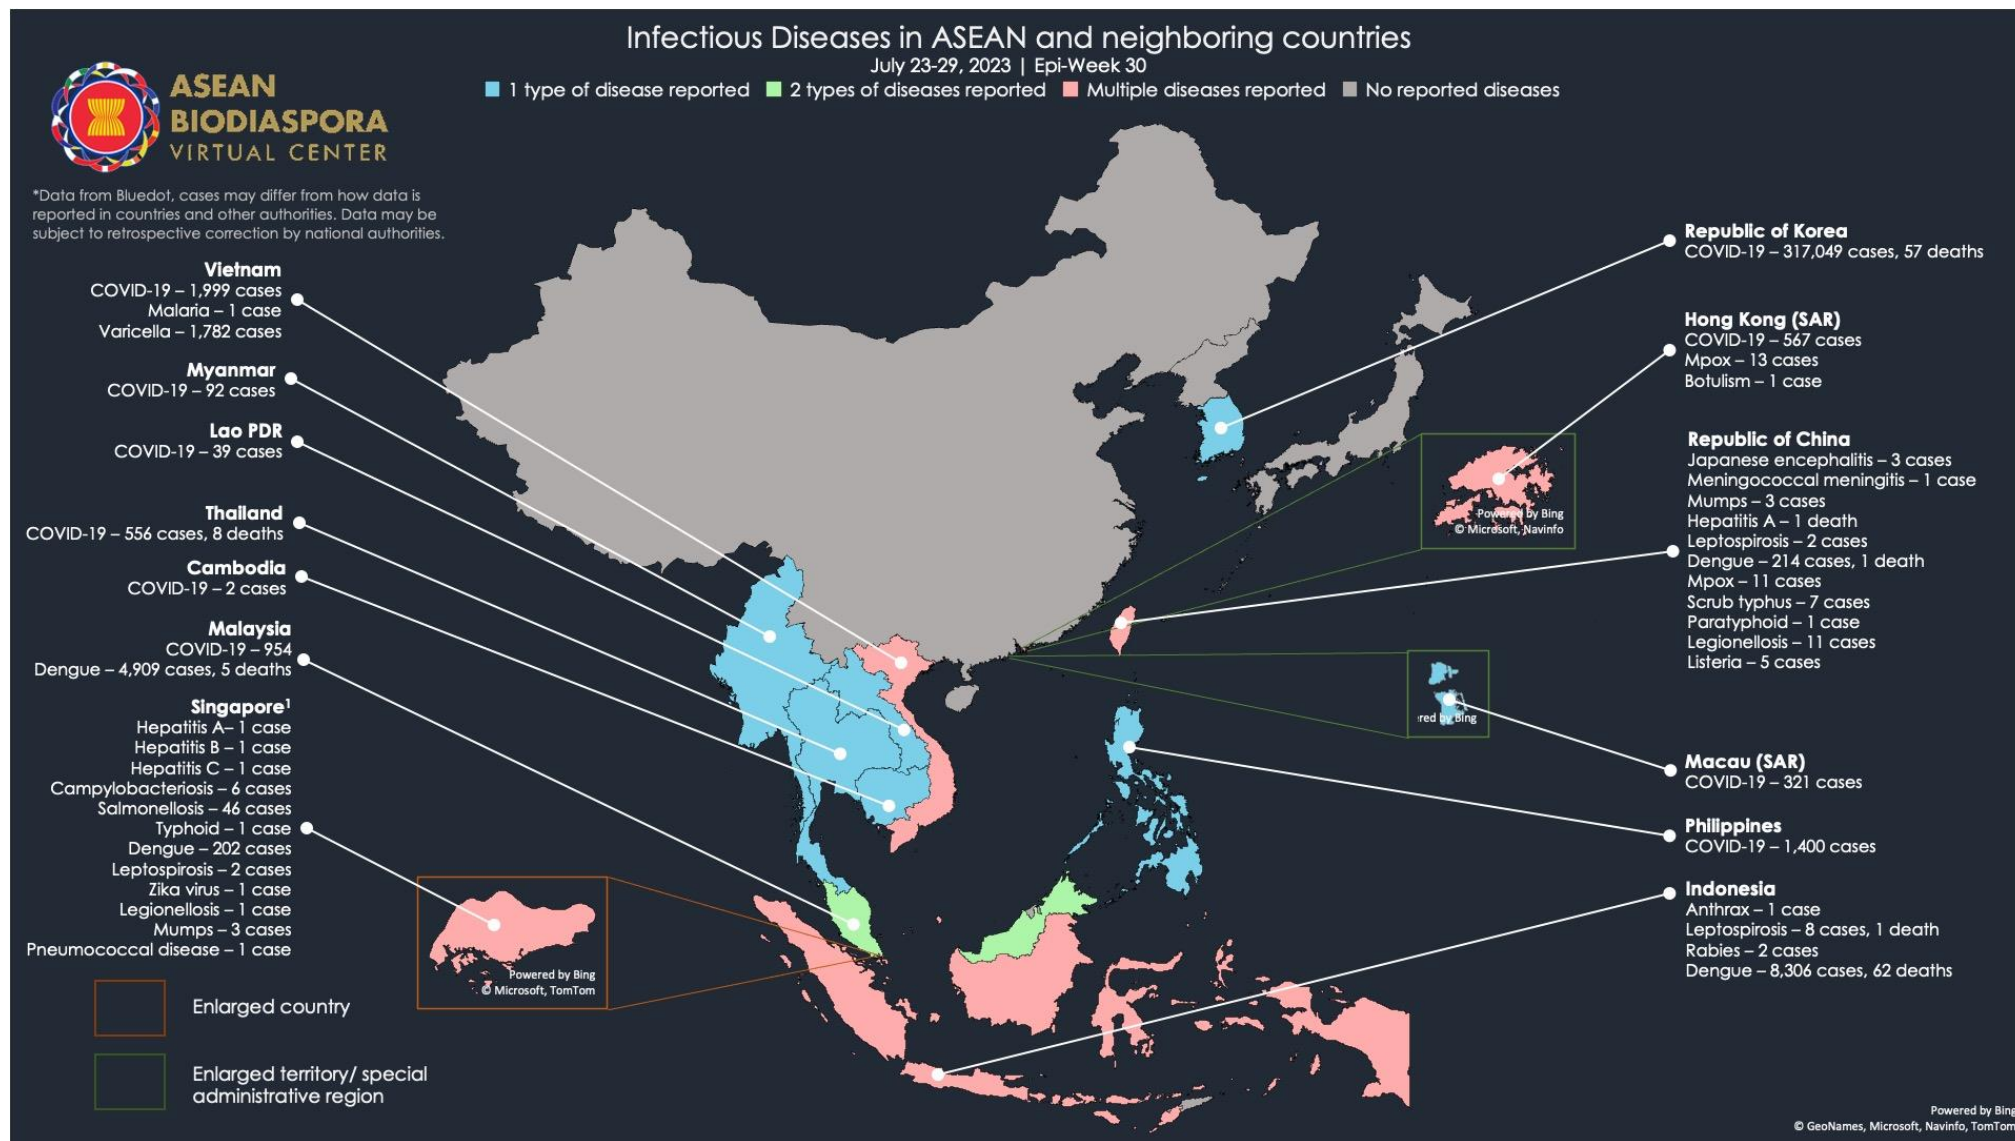 Infectious Diseases in ASEAN and neighboring countries
July 23-29, 2023 | Epi-Week 30
1 type of disease reported
2 types of diseases reported
Multiple diseases reported
No reported diseases
ASEAN
BIODIASPORA
VIRTUAL CENTER
*Data from Bluedot, cases may differ from how data is
reported in countries and other authorities. Data may be
subject to retrospective correction by national authorities.
Vietnam
COVID-19 – 1,999 cases
Malaria – 1 case
Varicella – 1,782 cases
Myanmar
COVID-19 – 92 cases
Lao PDR
COVID-19 – 39 cases
Thailand
COVID-19 – 556 cases, 8 deaths
Cambodia
COVID-19 – 2 cases
Malaysia
COVID-19 – 954
Dengue – 4,909 cases, 5 deaths
Singapore¹
Hepatitis A– 1 case
Hepatitis B – 1 case
Hepatitis C – 1 case
Campylobacteriosis – 6 cases
Salmonellosis – 46 cases
Typhoid – 1 case
Dengue – 202 cases
Leptospirosis – 2 cases
Zika virus – 1 case
Legionellosis – 1 case
Mumps – 3 cases
Pneumococcal disease – 1 case
Powered by Bing
© Microsoft, TomTom
Enlarged country
Enlarged territory/ special
administrative region
Republic of Korea
COVID-19 – 317,049 cases, 57 deaths
Hong Kong (SAR)
COVID-19 – 567 cases
Mpox – 13 cases
Botulism – 1 case
Powered by Bing
© Microsoft, Navinfo
Republic of China
Japanese encephalitis – 3 cases
Meningococcal meningitis – 1 case
Mumps – 3 cases
Hepatitis A – 1 death
Leptospirosis – 2 cases
Dengue – 214 cases, 1 death
Mpox – 11 cases
Scrub typhus – 7 cases
Paratyphoid – 1 case
Legionellosis – 11 cases
Listeria – 5 cases
ered by Bing
Macau (SAR)
COVID-19 – 321 cases
Philippines
COVID-19 – 1,400 cases
Indonesia
Anthrax – 1 case
Leptospirosis – 8 cases, 1 death
Rabies – 2 cases
Dengue – 8,306 cases, 62 deaths
Powered by Bing
© GeoNames, Microsoft, Navinfo, TomTom